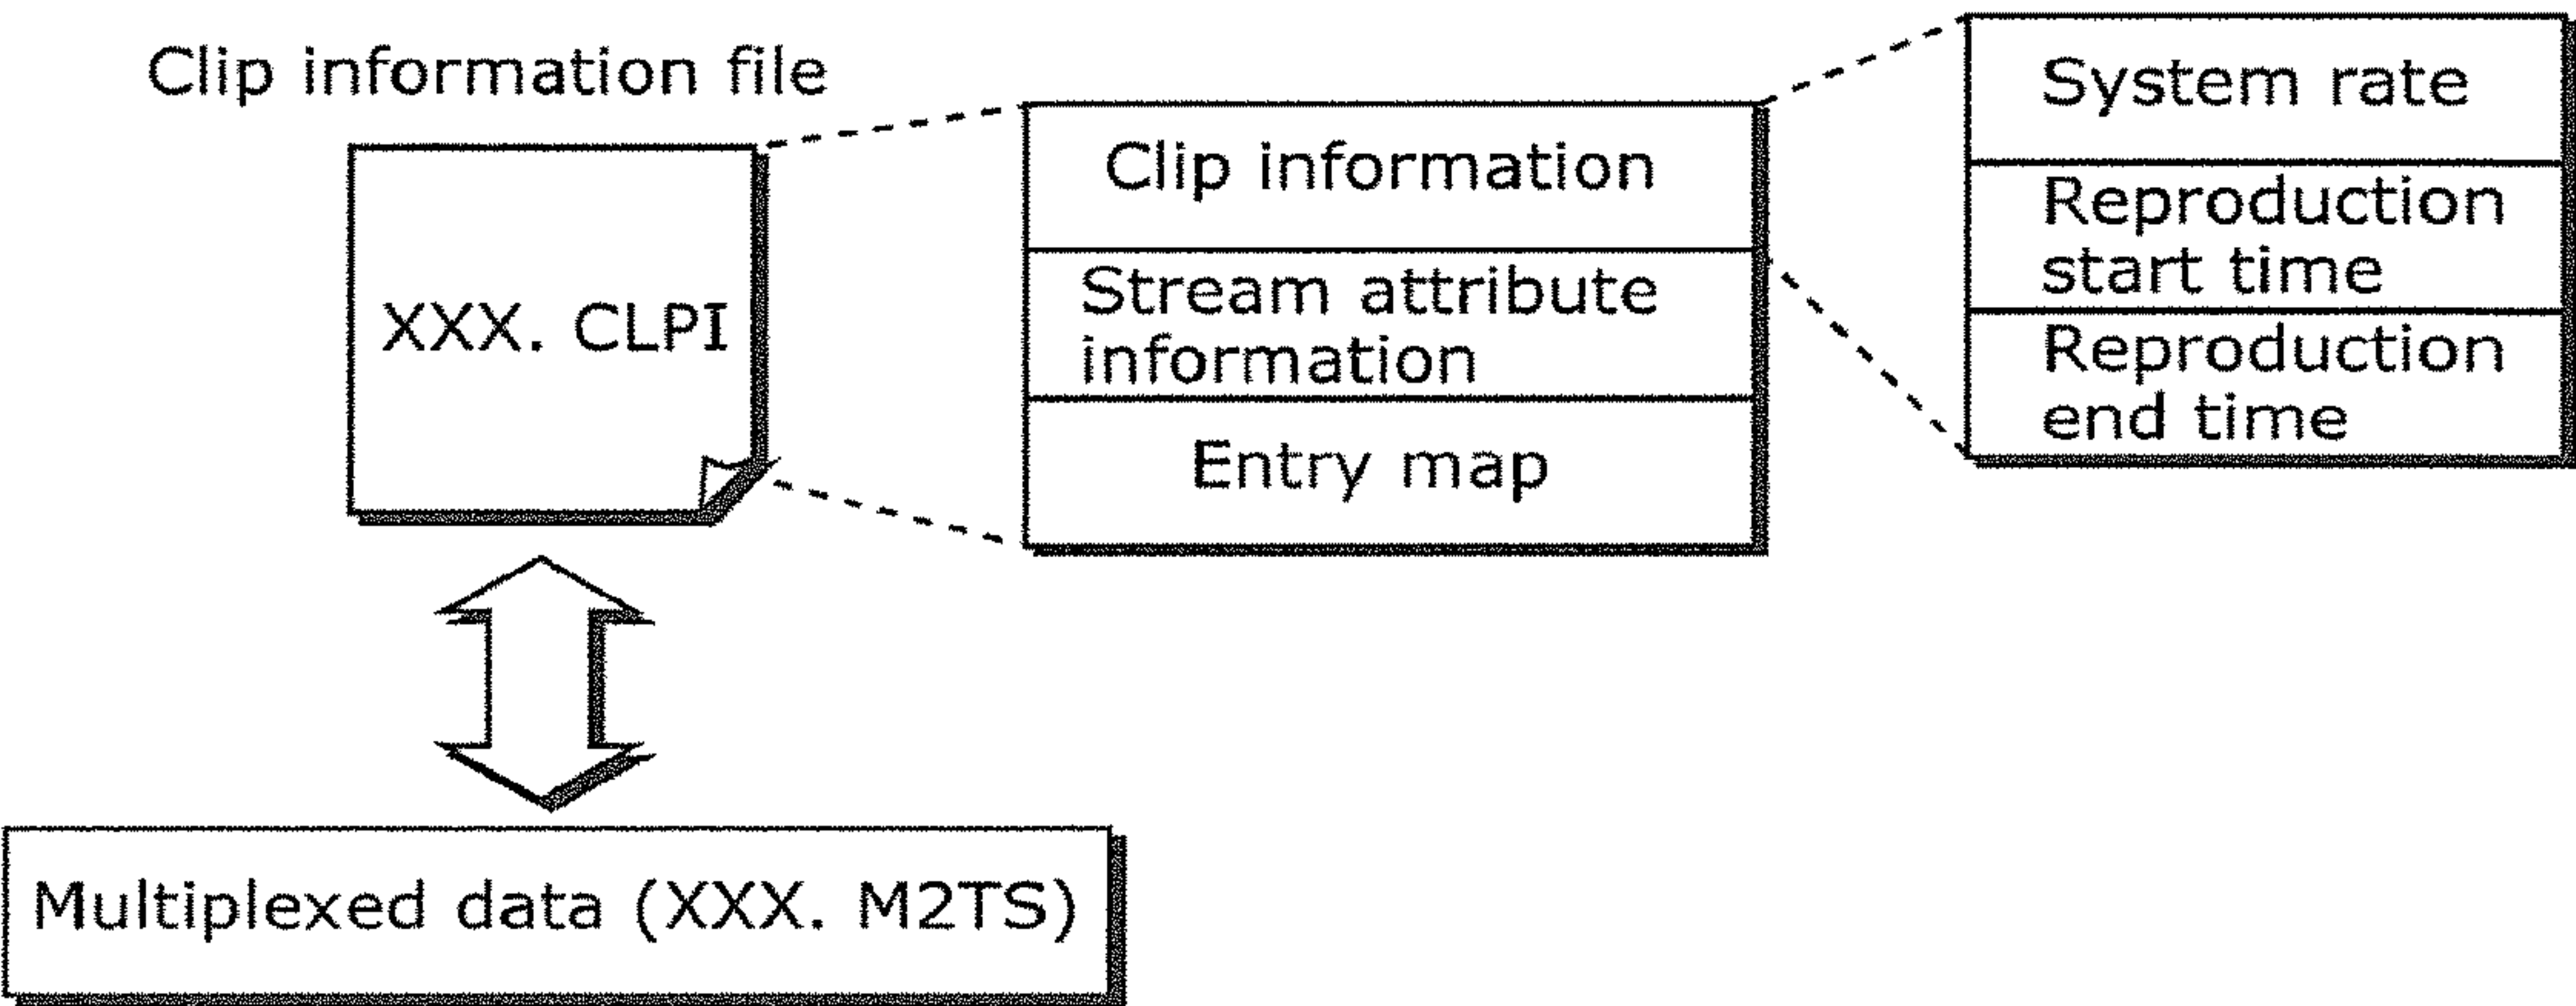 Clip information file
XXX. CLPI
Clip information
Stream attribute
information
Entry map
System rate
Reproduction
start time
Reproduction
end time
Multiplexed data (XXX. M2TS)